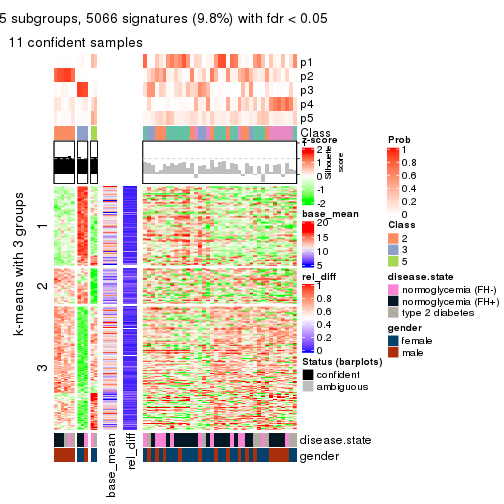 5 subgroups, 5066 signatures (9.8%) with fdr < 0.05
11 confident samples
p1
p2
p3
p4
p5
Class
1
Silhouette
score
k-means with 3 groups
1
2
3
z-score
2
1
0
-1
-2
base_mean
20
15
10
5
rel_diff
1
0.8
0.6
0.4
0.2
0
Status (barplots)
confident
ambiguous
Prob
1
0.8
0.6
0.4
0.2
0
Class
2
3
5
disease.state
normoglycemia (FH-)
normoglycemia (FH+)
type 2 diabetes
gender
female
male
disease.state
gender
base_mean
rel_diff